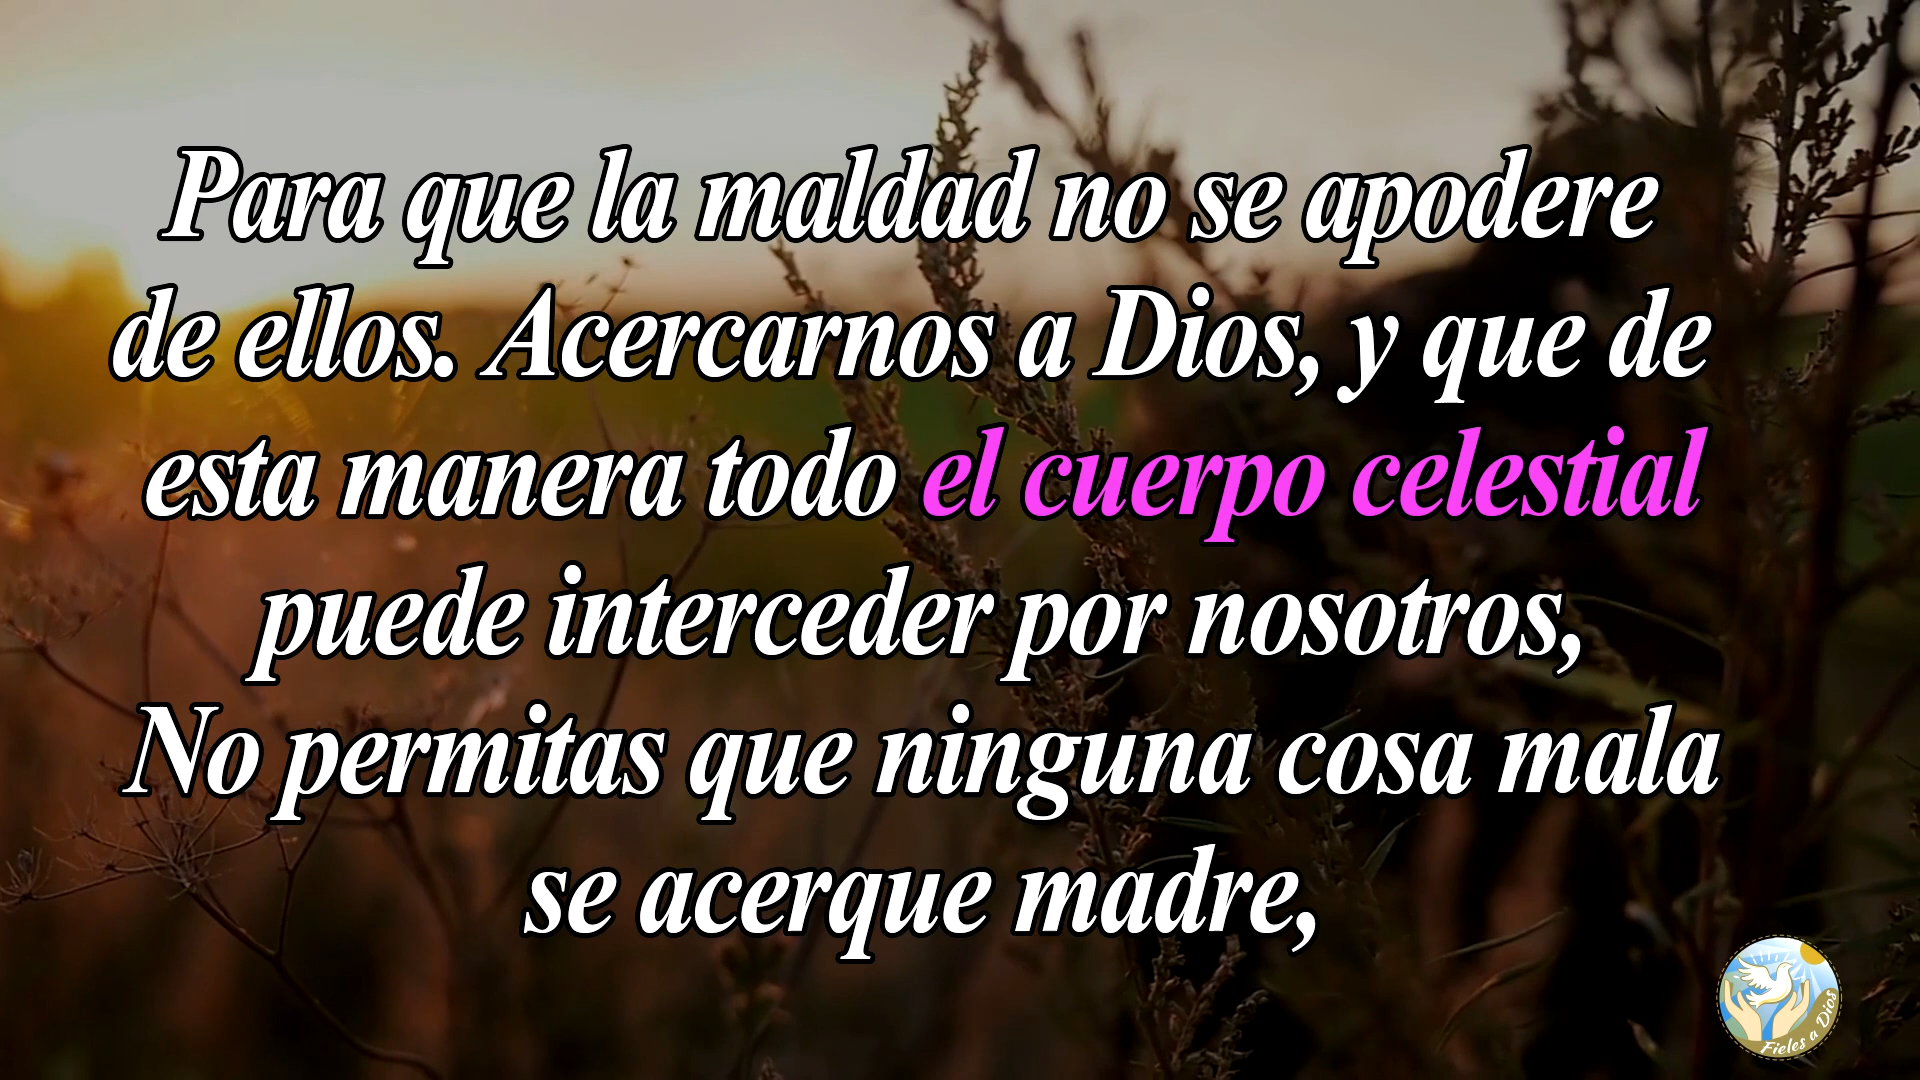 Para que la maldad no se apodere
de ellos. Acercarnos a Dios, y que de
esta manera todo el cuerpo celestial
puede interceder por nosotros,
No permitas que ninguna cosa mala
se acerque madre,
Fieles a Dios